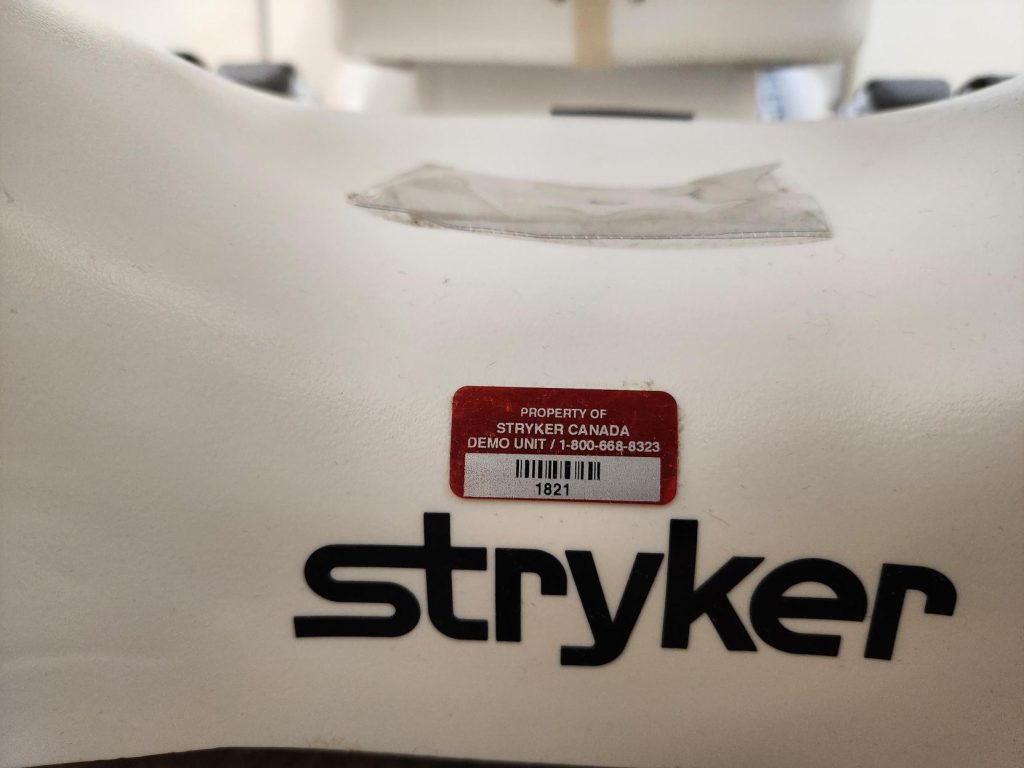 PROPERTY OF
STRYKER CANADA
DEMO UNIT / 1-800-668-8323
1821
stryker